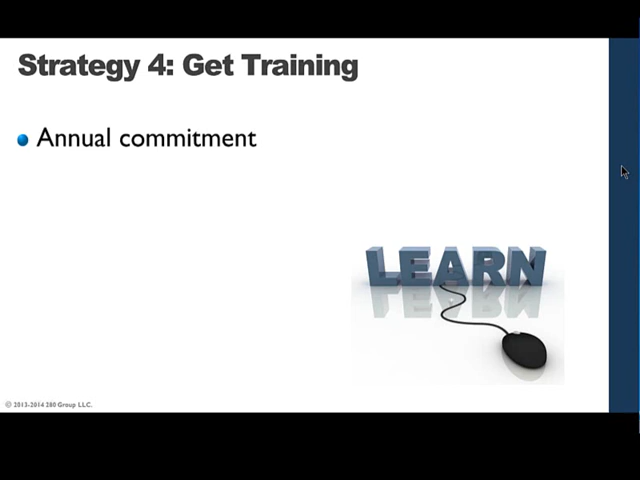 Strategy 4: Get Training
Annual commitment
LEARN
© 2013-2014 280 Group LLC.